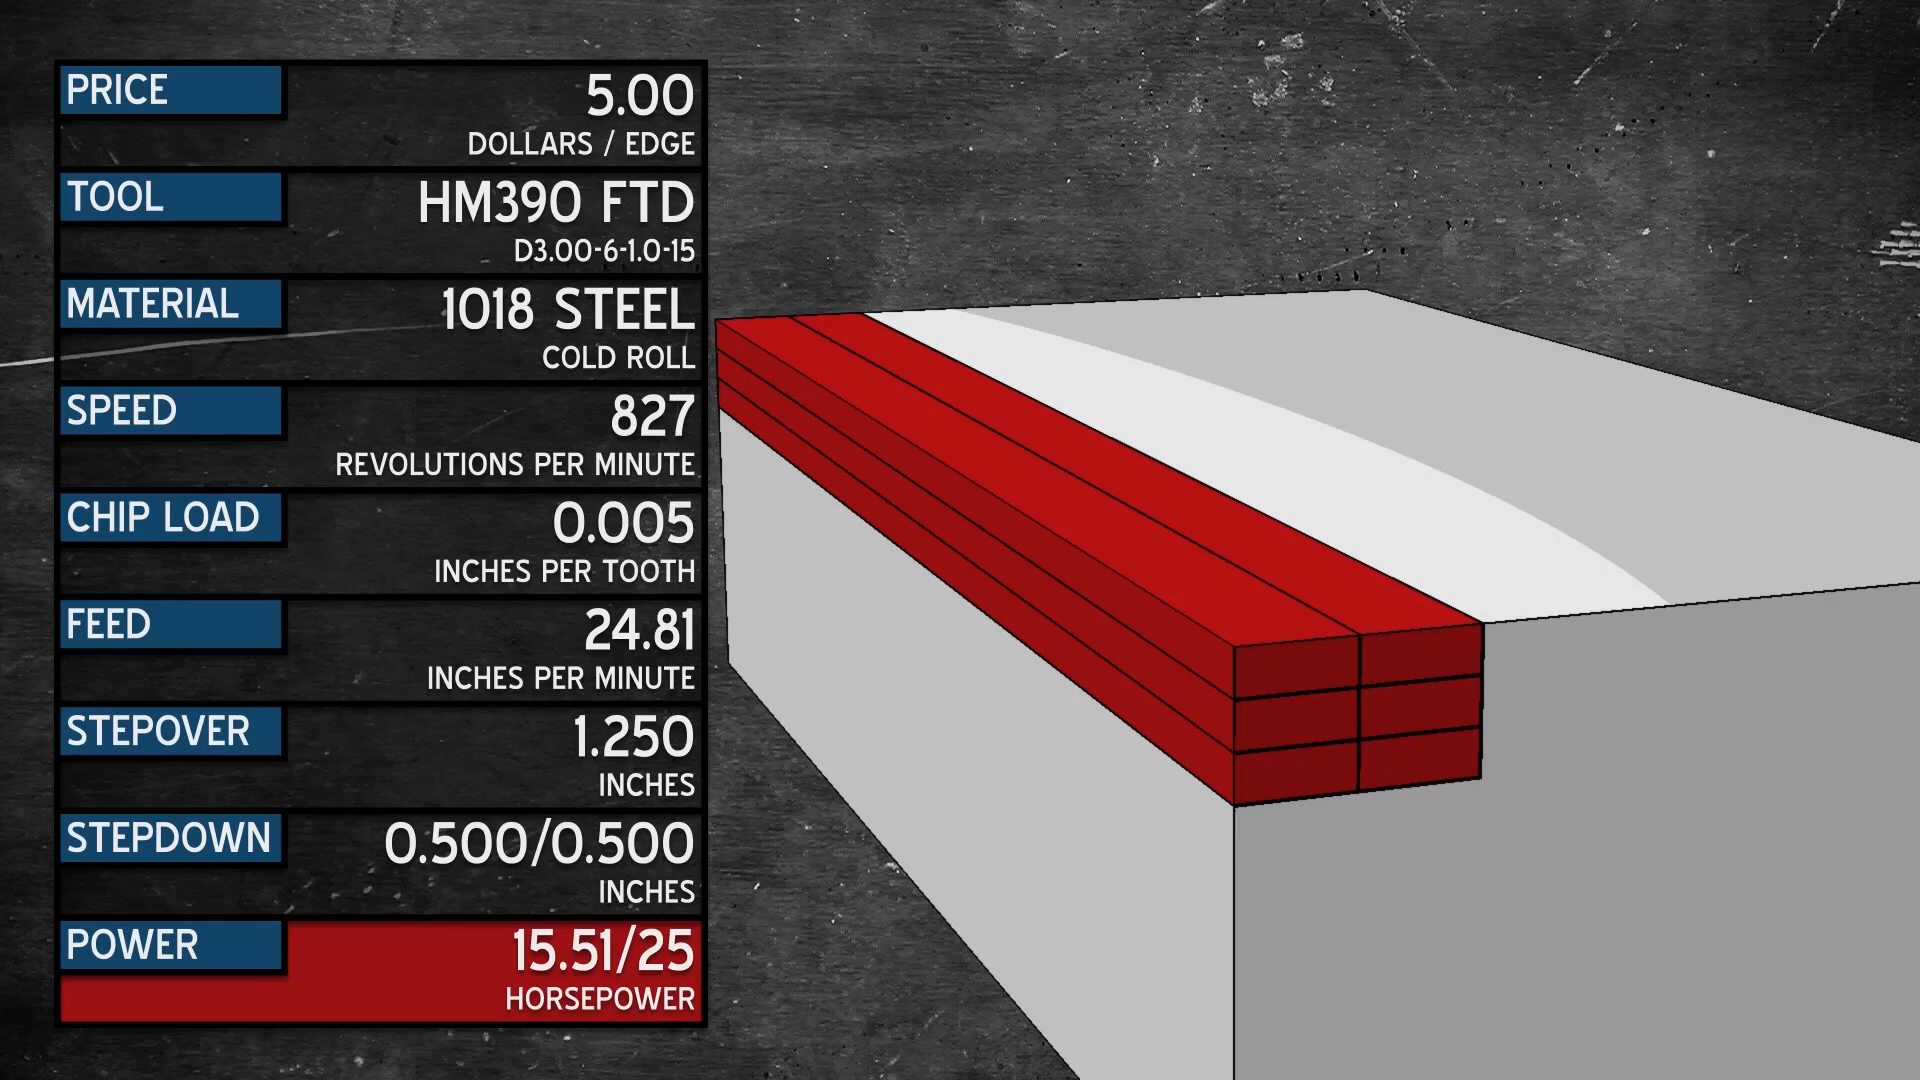 PRICE
5.00
DOLLARS / EDGE
TOOL
HM390 FTD
D3.00-6-1.0-15
MATERIAL
1018 STEEL
COLD ROLL
SPEED
827
REVOLUTIONS PER MINUTE
CHIP LOAD
0.005
INCHES PER TOOTH
FEED
24.81
INCHES PER MINUTE
STEPOVER
1.250
INCHES
STEPDOWN
0.500/0.500
INCHES
POWER
15.51/25
HORSEPOWER